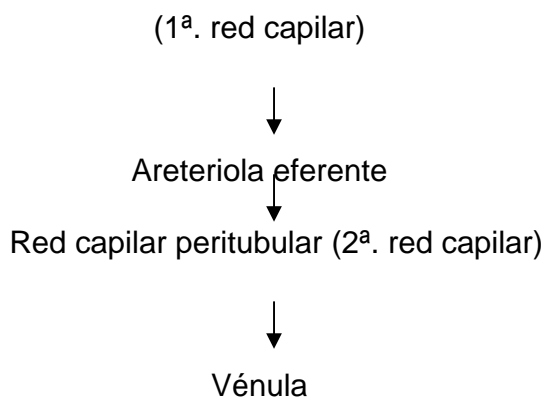 (1ª. red capilar)
Areteriola eferente
Red capilar peritubular (2ª. red capilar)
Vénula